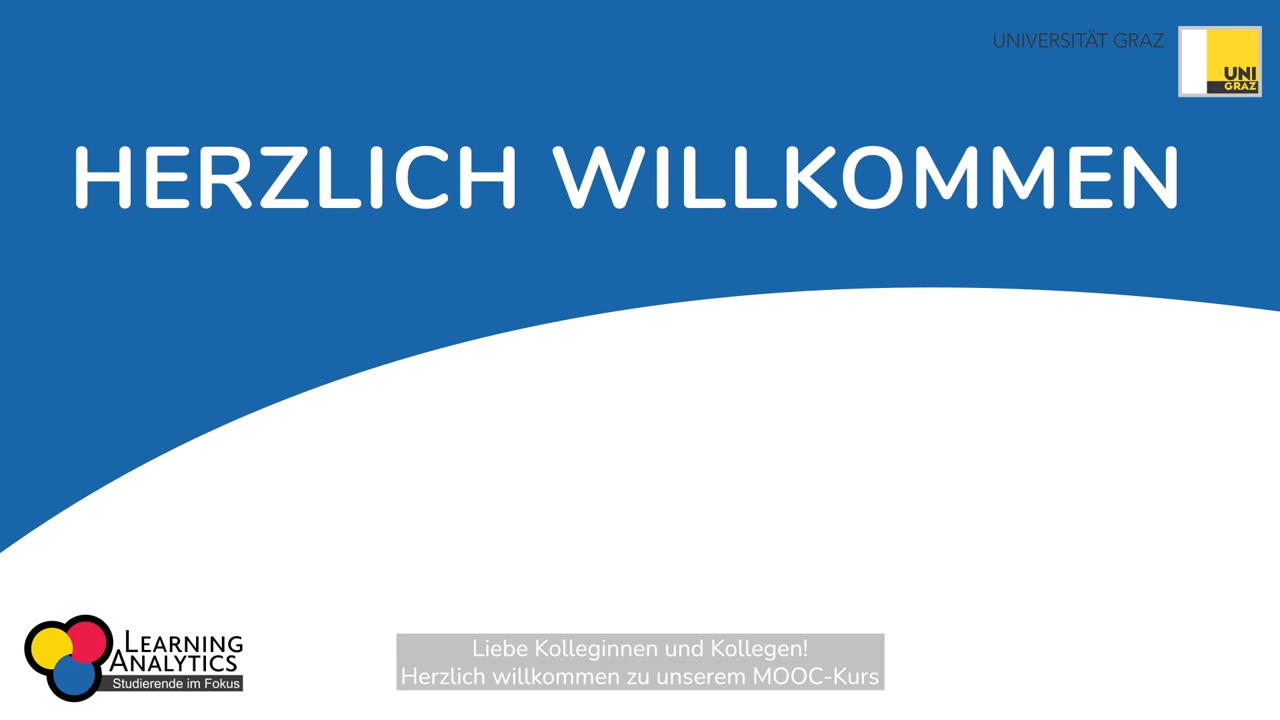 UNIVERSITÄT GRAZ
UNI
GRAZ
HERZLICH WILLKOMMEN
LEARNING
ANALYTICS
Studierende im Fokus
Liebe Kolleginnen und Kollegen!
Herzlich willkommen zu unserem MOOC-Kurs